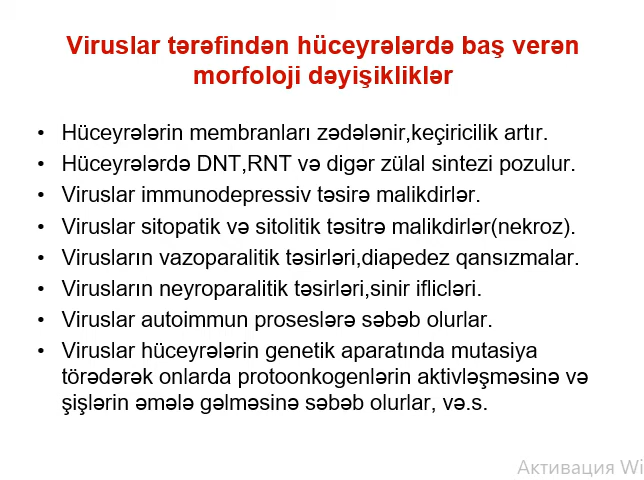 Viruslar tərəfindən hüceyrələrdə baş verən
morfoloji dəyişikliklər
• Hüceyrələrin membranları zədələnir,keçiricilik artır.
• Hüceyrələrdə DNT,RNT və digər zülal sintezi pozulur.
• Viruslar immunodepressiv təsirə malikdirlər.
• Viruslar sitopatik və sitolitik təsitrə malikdirlər(nekroz).
• Virusların vazoparalitik təsirləri,diapedez qansızmalar.
• Virusların neyroparalitik təsirləri,sinir iflicləri.
• Viruslar autoimmun proseslərə səbəb olurlar.
• Viruslar hüceyrələrin genetik aparatında mutasiya
törədərək onlarda protoonkogenlərin aktivləşməsinə və
şişlərin əmələ gəlməsinə səbəb olurlar, və.s.
Активация Wi